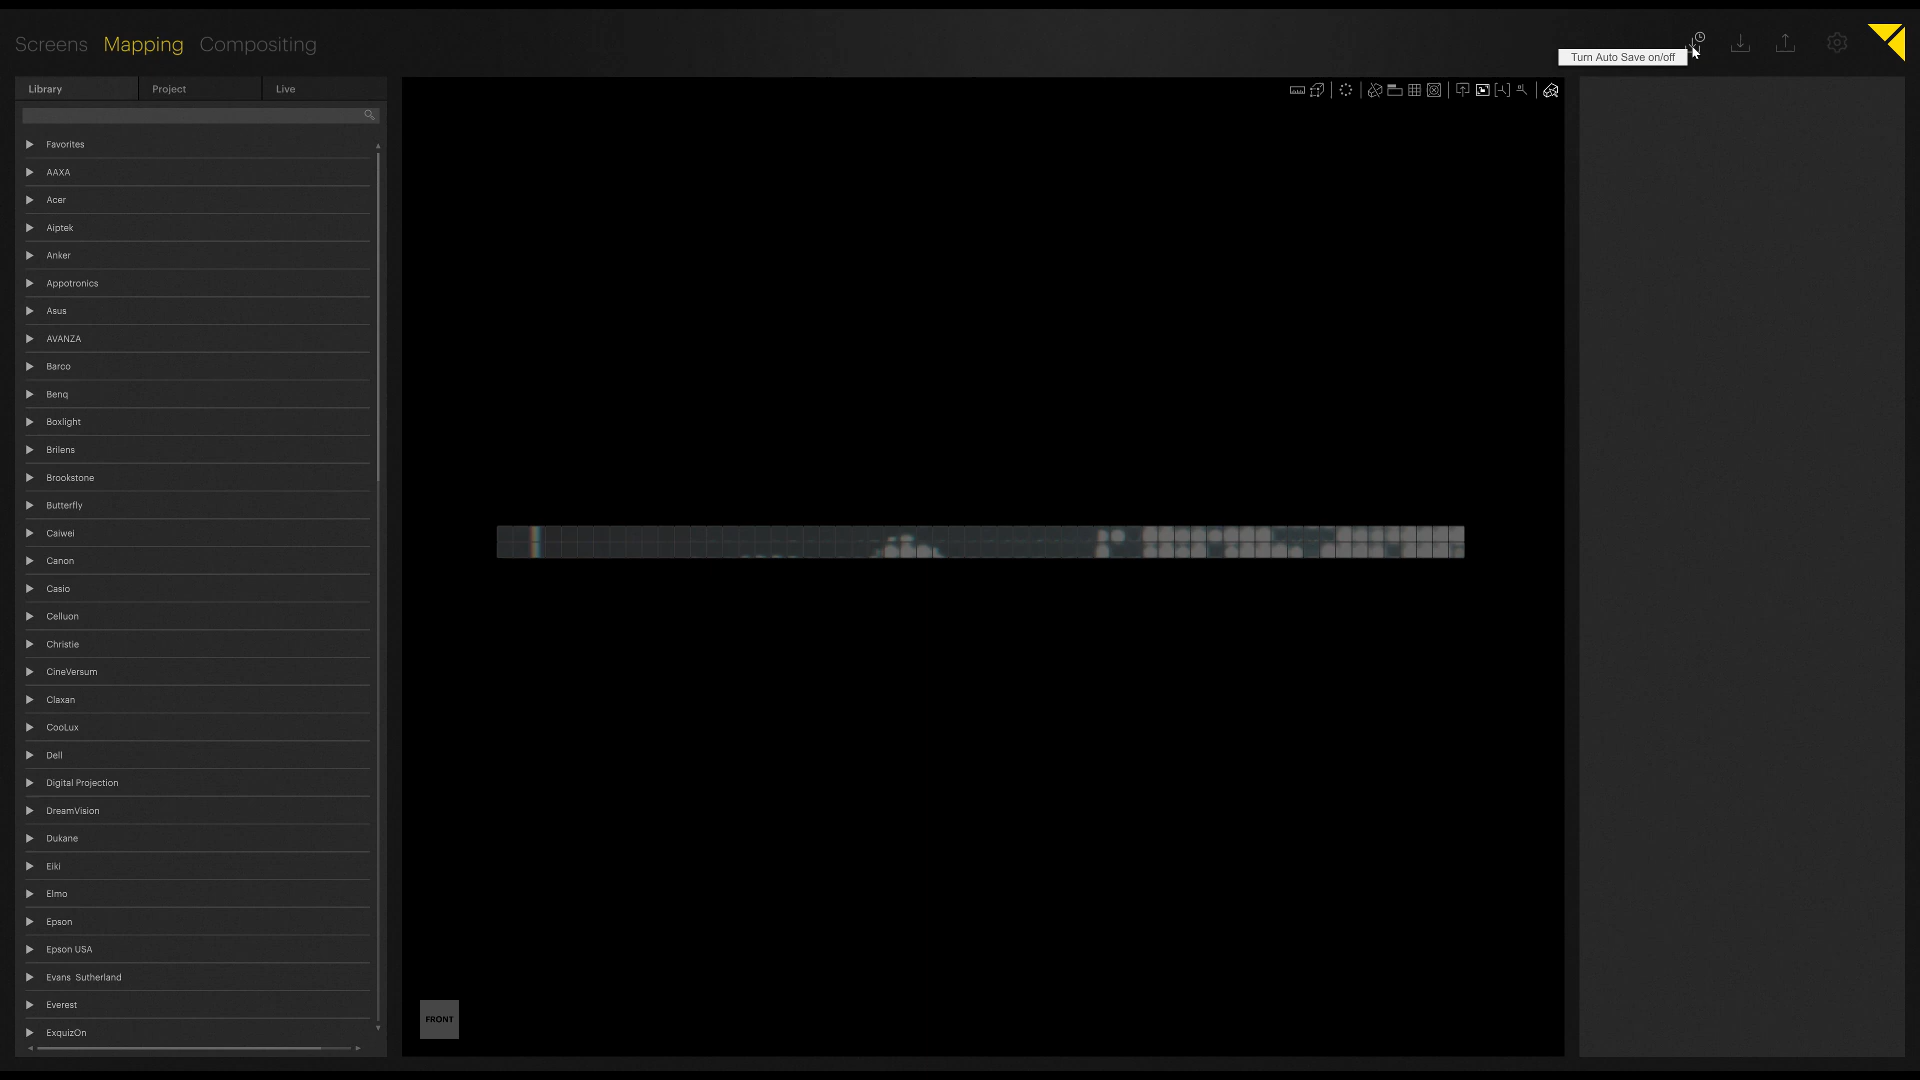 Screens Mapping Compositing
Turn Auto Save on/off
Library Project Live
Favorites
AAXA
Acer
Aiptek
Anker
Appotronics
Asus
AVANZA
Barco
Benq
Boxlight
Brilens
Brookstone
Butterfly
Caiwei
Canon
Casio
Celluon
Christie
CineVersum
Claxan
CooLux
Dell
Digital Projection
DreamVision
Dukane
Eiki
Elmo
Epson
Epson USA
Evans Sutherland
Everest
ExquizOn
FRONT